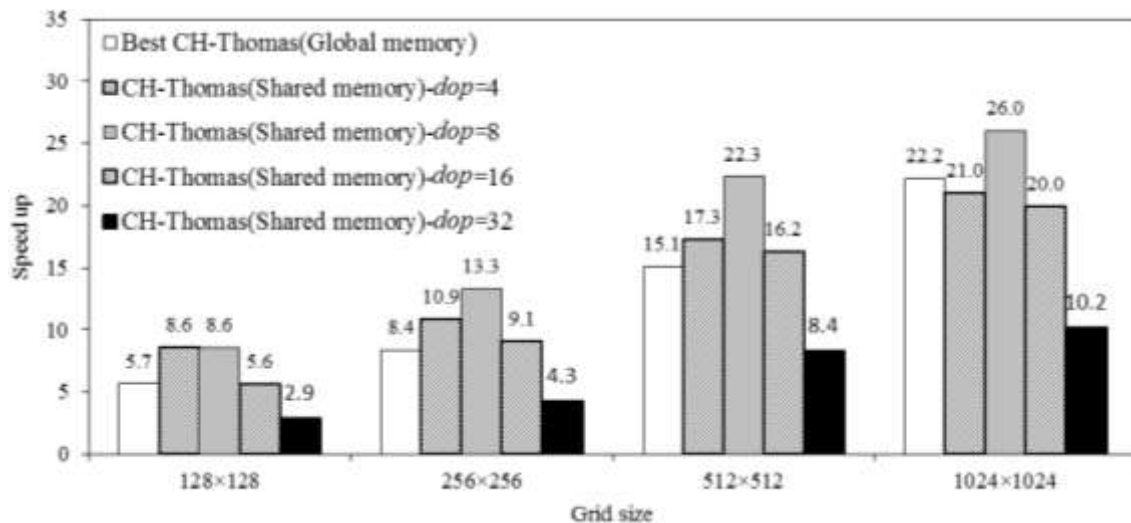 35
30
25
20
15
10
5
0
Speed up
Best CH-Thomas(Global memory)
CH-Thomas(Shared memory)-dop=4
CH-Thomas(Shared memory)-dop=8
CH-Thomas(Shared memory)-dop=16
CH-Thomas(Shared memory)-dop=32
5.7 8.6 8.6 5.6 2.9
8.4 10.9 13.3 9.1 4.3
15.1 17.3 22.3 16.2 8.4
22.2 21.0 26.0 20.0 10.2
128×128 256×256 512×512 1024×1024
Grid size